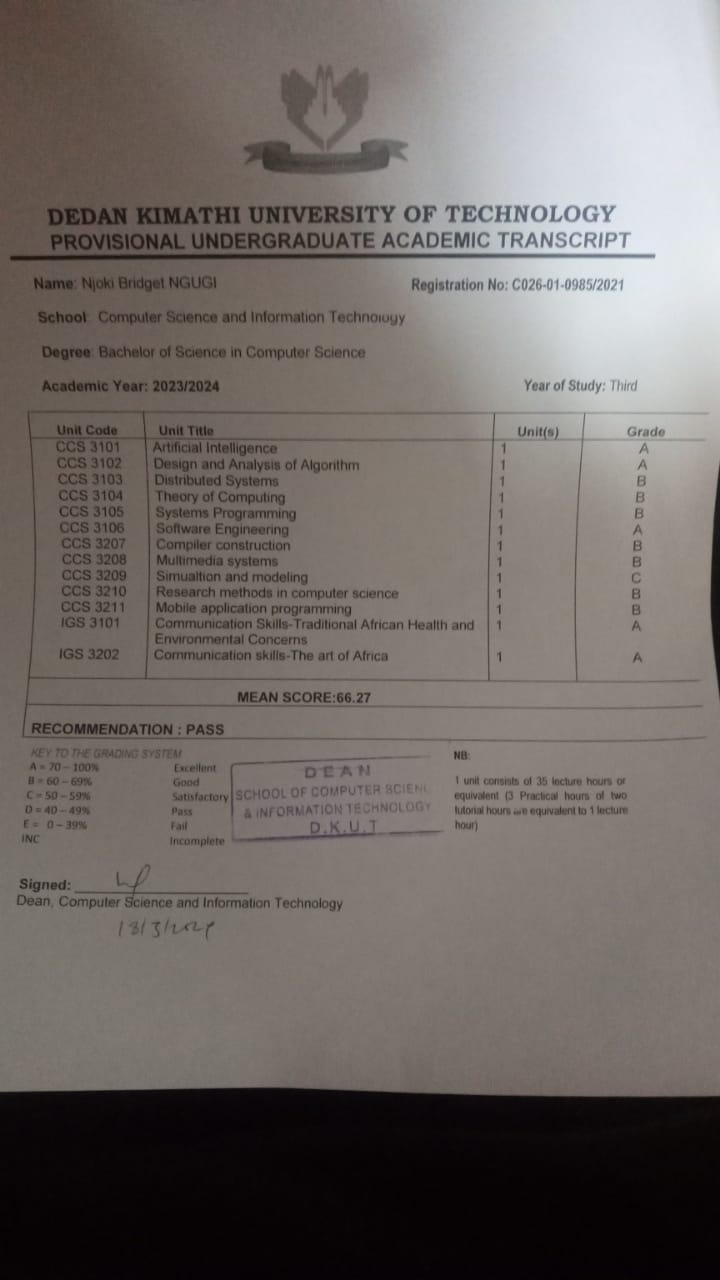 DEDAN KIMATHI UNIVERSITY OF TECHNOLOGY
PROVISIONAL UNDERGRADUATE ACADEMIC TRANSCRIPT
Name: Njoki Bridget NGUGI Registration No: C026-01-0985/2021
School: Computer Science and Information Technology
Degree: Bachelor of Science in Computer Science
Academic Year: 2023/2024 Year of Study: Third
Unit Code Unit Title Unit(s) Grade
CCS 3101 Artificial Intelligence 1 A
CCS 3102 Design and Analysis of Algorithm 1 A
CCS 3103 Distributed Systems 1 B
CCS 3104 Theory of Computing 1 B
CCS 3105 Systems Programming 1 B
CCS 3106 Software Engineering 1 A
CCS 3207 Compiler construction 1 B
CCS 3208 Multimedia systems 1 B
CCS 3209 Simualtion and modeling 1 C
CCS 3210 Research methods in computer science 1 B
CCS 3211 Mobile application programming 1 B
IGS 3101 Communication Skills-Traditional African Health and 1 A
Environmental Concerns
IGS 3202 Communication skills-The art of Africa 1 A
MEAN SCORE:66.27
RECOMMENDATION : PASS
KEY TO THE GRADING SYSTEM
A = 70 – 100% Excellent
B = 60 – 69% Good
C = 50 – 59% Satisfactory
D = 40 – 49% Pass
E = 0 – 39% Fail
INC Incomplete
DEAN
SCHOOL OF COMPUTER SCIENC
& INFORMATION TECHNOLOGY
D.K.U.T
NB:
1 unit consists of 35 lecture hours or
equivalent (3 Practical hours of two
tutorial hours are equivalent to 1 lecture
hour)
Signed:
Dean, Computer Science and Information Technology